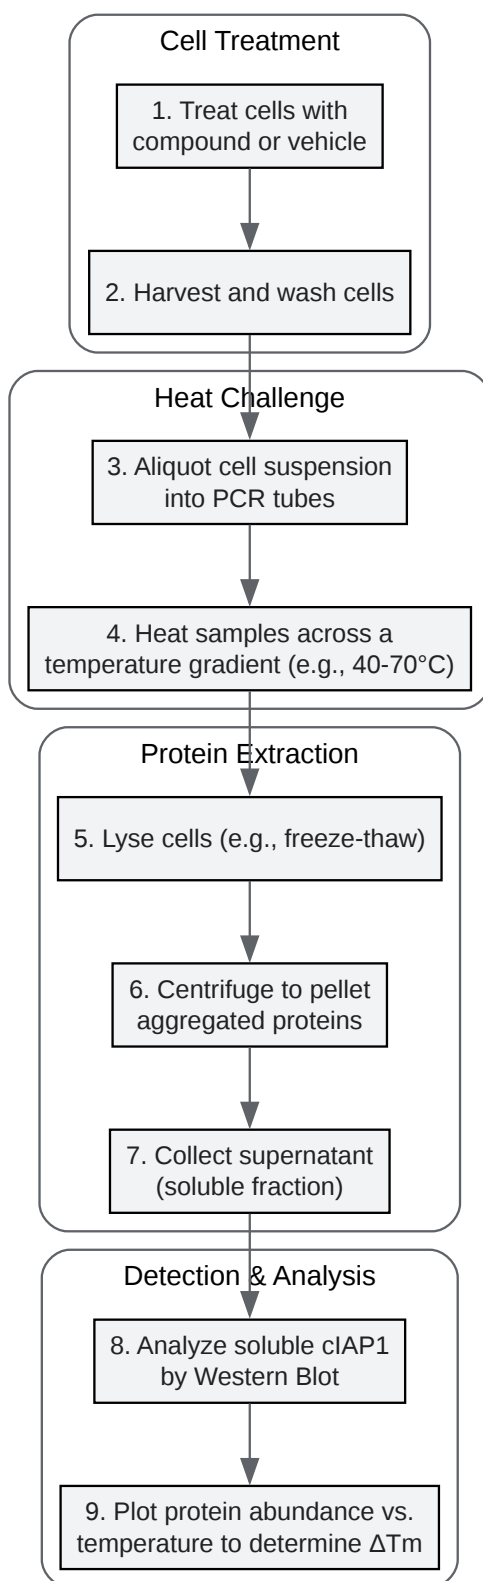 Cell Treatment
1. Treat cells with
compound or vehicle
2. Harvest and wash cells
Heat Challenge
3. Aliquot cell suspension
into PCR tubes
4. Heat samples across a
temperature gradient (e.g., 40-70°C)
Protein Extraction
5. Lyse cells (e.g., freeze-thaw)
6. Centrifuge to pellet
aggregated proteins
7. Collect supernatant
(soluble fraction)
Detection & Analysis
8. Analyze soluble cIAP1
by Western Blot
9. Plot protein abundance vs.
temperature to determine ΔTm